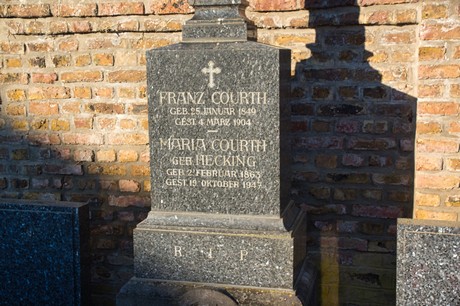 FRANZ COURTH
GEB. 25. JANUAR 1849
GEST. 4. MÄRZ 1904.
MARIA COURTH
GEB. HECKING
GEB. 2. FEBRUAR 1863
GEST. 19. OKTOBER 1937.
R I P